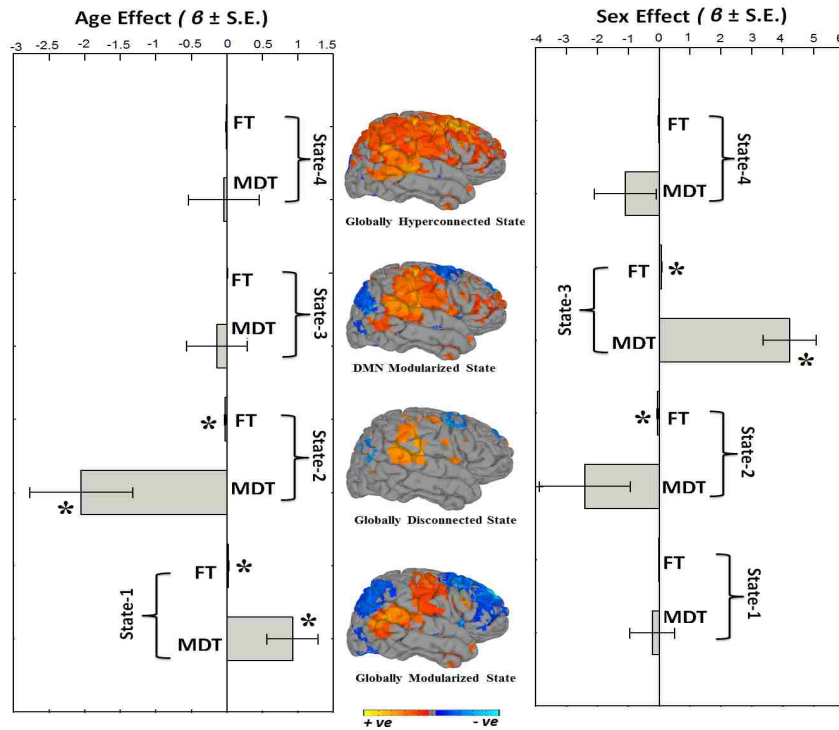 Age Effect ( β ± S.E.)
-3 -2.5 -2 -1.5 -1 -0.5 0 0.5 1 1.5
FT
State-4
MDT
FT
State-3
MDT
*
FT
State-2
MDT
*
FT
*
State-1
MDT
*
Globally Hyperconnected State
DMN Modularized State
Globally Disconnected State
Globally Modularized State
+ ve - ve
Sex Effect ( β ± S.E.)
-4 -3 -2 -1 0 1 2 3 4 5 6
FT
State-4
MDT
FT
*
State-3
MDT
*
*
FT
State-2
MDT
FT
State-1
MDT